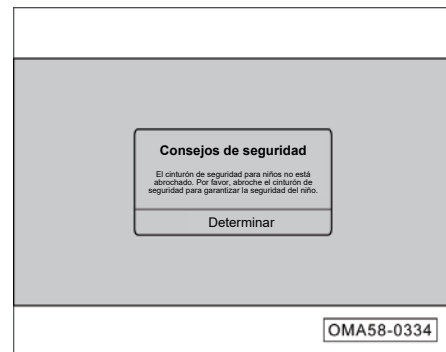 Consejos de seguridad
El cinturón de seguridad para niños no está
abrochado. Por favor, abroche el cinturón de
seguridad para garantizar la seguridad del niño.
Determinar
OMA58-0334